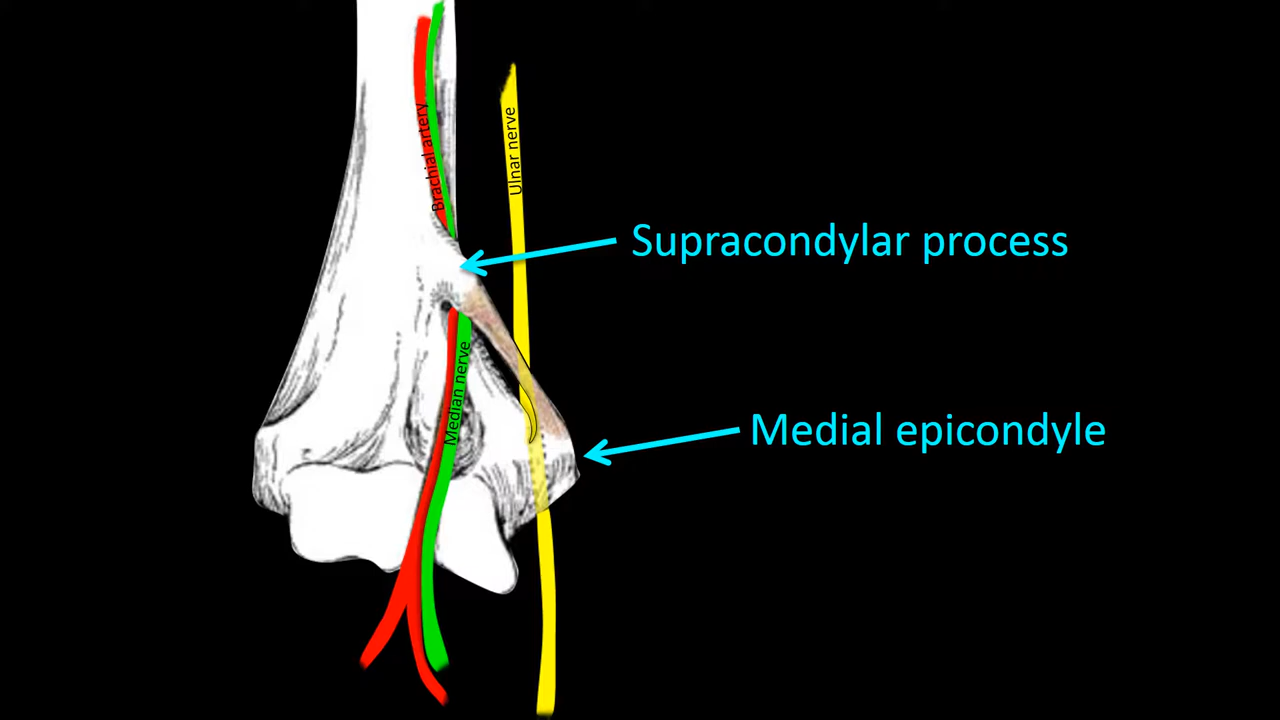 Brachial artery
Ulnar nerve
Supracondylar process
Median nerve
Medial epicondyle